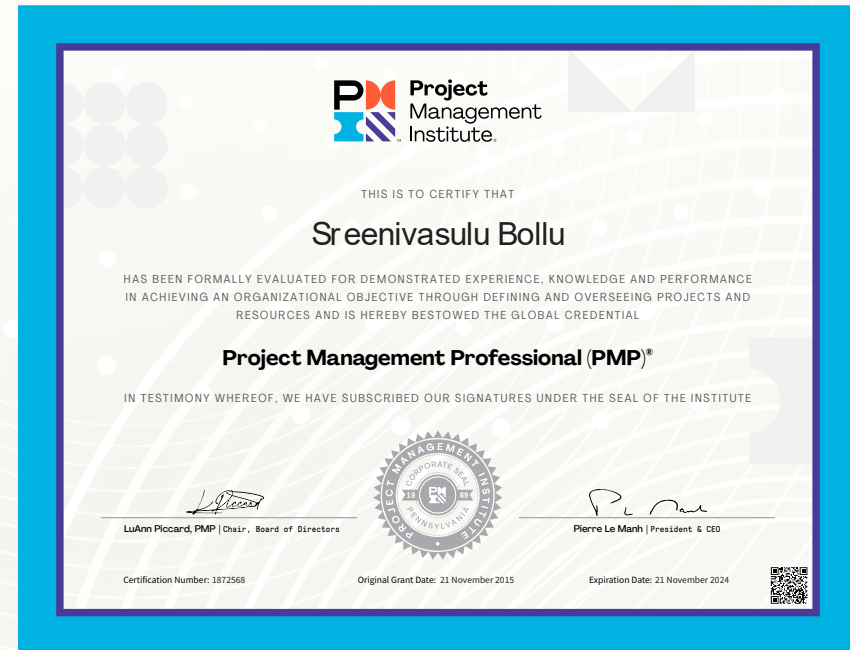 Project
Management
Institute.
THIS IS TO CERTIFY THAT
Sreenivasulu Bollu
HAS BEEN FORMALLY EVALUATED FOR DEMONSTRATED EXPERIENCE, KNOWLEDGE AND PERFORMANCE
IN ACHIEVING AN ORGANIZATIONAL OBJECTIVE THROUGH DEFINING AND OVERSEEING PROJECTS AND
RESOURCES AND IS HEREBY BESTOWED THE GLOBAL CREDENTIAL
Project Management Professional (PMP)®
IN TESTIMONY WHEREOF, WE HAVE SUBSCRIBED OUR SIGNATURES UNDER THE SEAL OF THE INSTITUTE
PROJECT MANAGEMENT INSTITUTE
CORPORATE SEAL
19 69
PENNSYLVANIA
LuAnn Piccard, PMP | Chair, Board of Directors
Pierre Le Manh | President & CEO
Certification Number: 1872568
Original Grant Date: 21 November 2015
Expiration Date: 21 November 2024